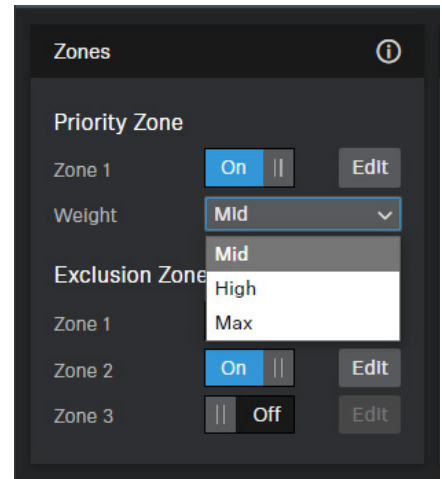 Zones
Priority Zone
Zone 1 On Edit
Weight Mid
Mid
High
Max
Exclusion Zone
Zone 1
Zone 2 On Edit
Zone 3 Off Edit